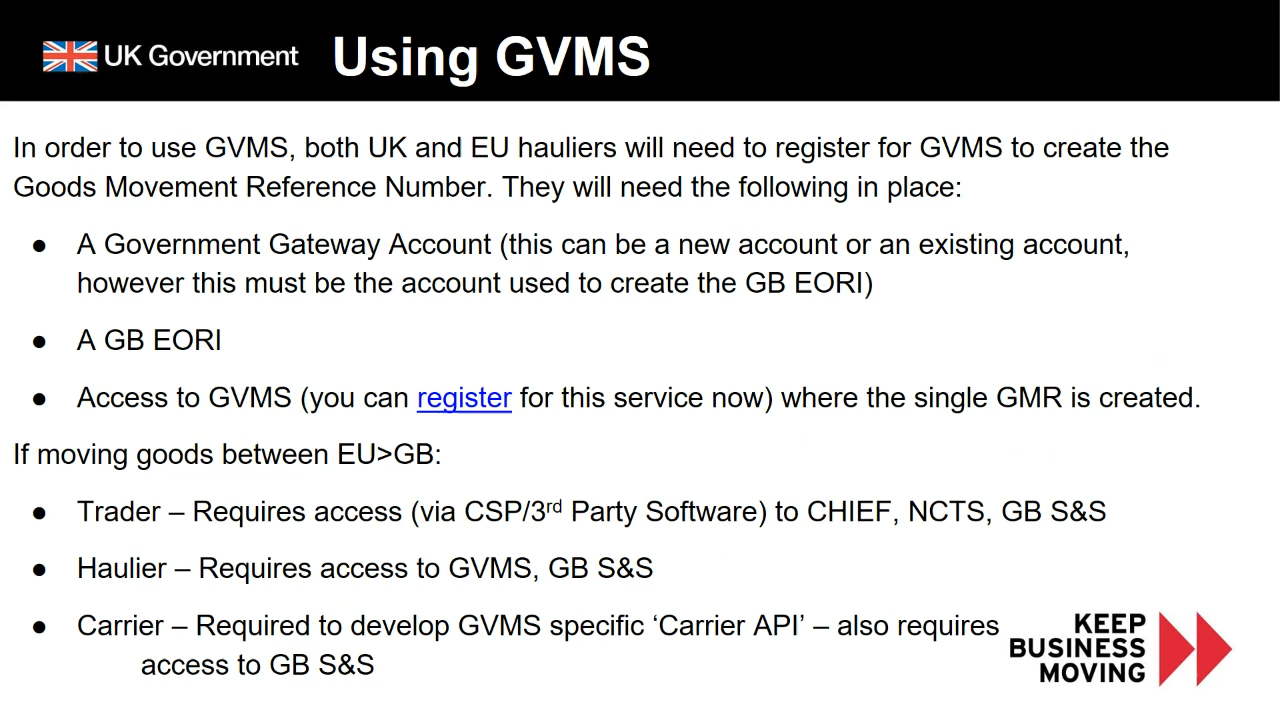 UK Government
Using GVMS
In order to use GVMS, both UK and EU hauliers will need to register for GVMS to create the
Goods Movement Reference Number. They will need the following in place:
● A Government Gateway Account (this can be a new account or an existing account,
however this must be the account used to create the GB EORI)
● A GB EORI
● Access to GVMS (you can register for this service now) where the single GMR is created.
If moving goods between EU>GB:
● Trader – Requires access (via CSP/3rd Party Software) to CHIEF, NCTS, GB S&S
● Haulier – Requires access to GVMS, GB S&S
● Carrier – Required to develop GVMS specific ‘Carrier API’ – also requires
access to GB S&S
KEEP
BUSINESS
MOVING